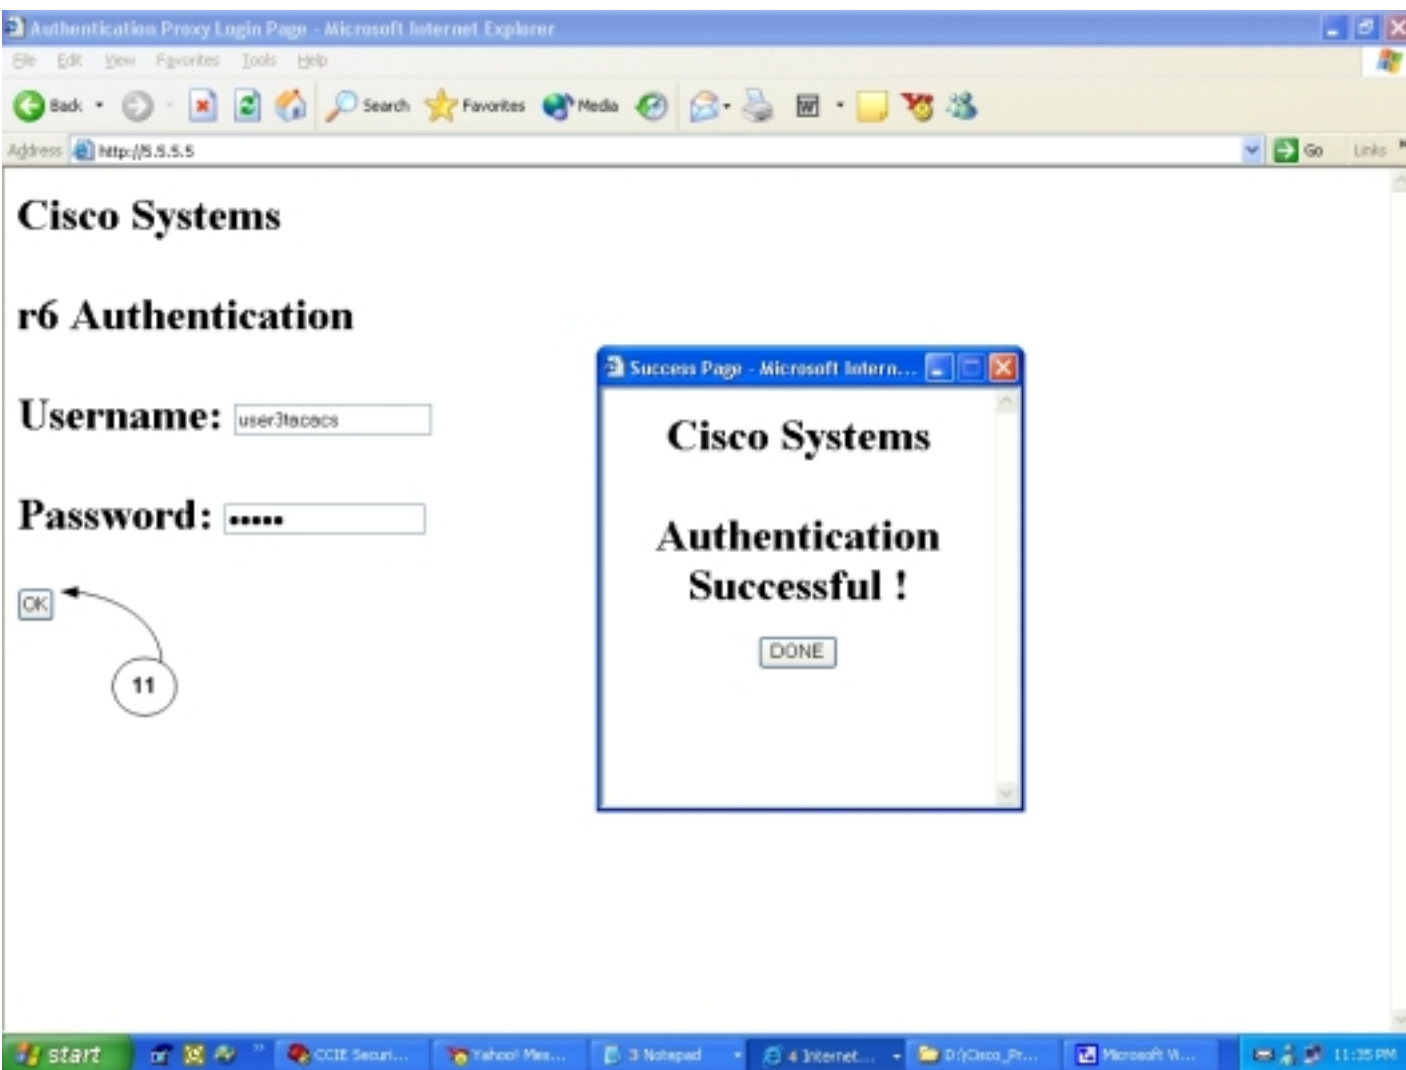 Authentication Proxy Login Page - Microsoft Internet Explorer
File Edit View Favorites Tools Help
Back Search Favorites Media
Address http://5.5.5.5 Go Links
Cisco Systems
r6 Authentication
Username: user3tacacs
Password: •••••
OK
11
Success Page - Microsoft Intern...
Cisco Systems
Authentication
Successful !
DONE
start CCIE Securi... Yahoo! Mes... 3 Notepad 4 Internet... D:\Cisco_Pr... Microsoft W... 11:35 PM